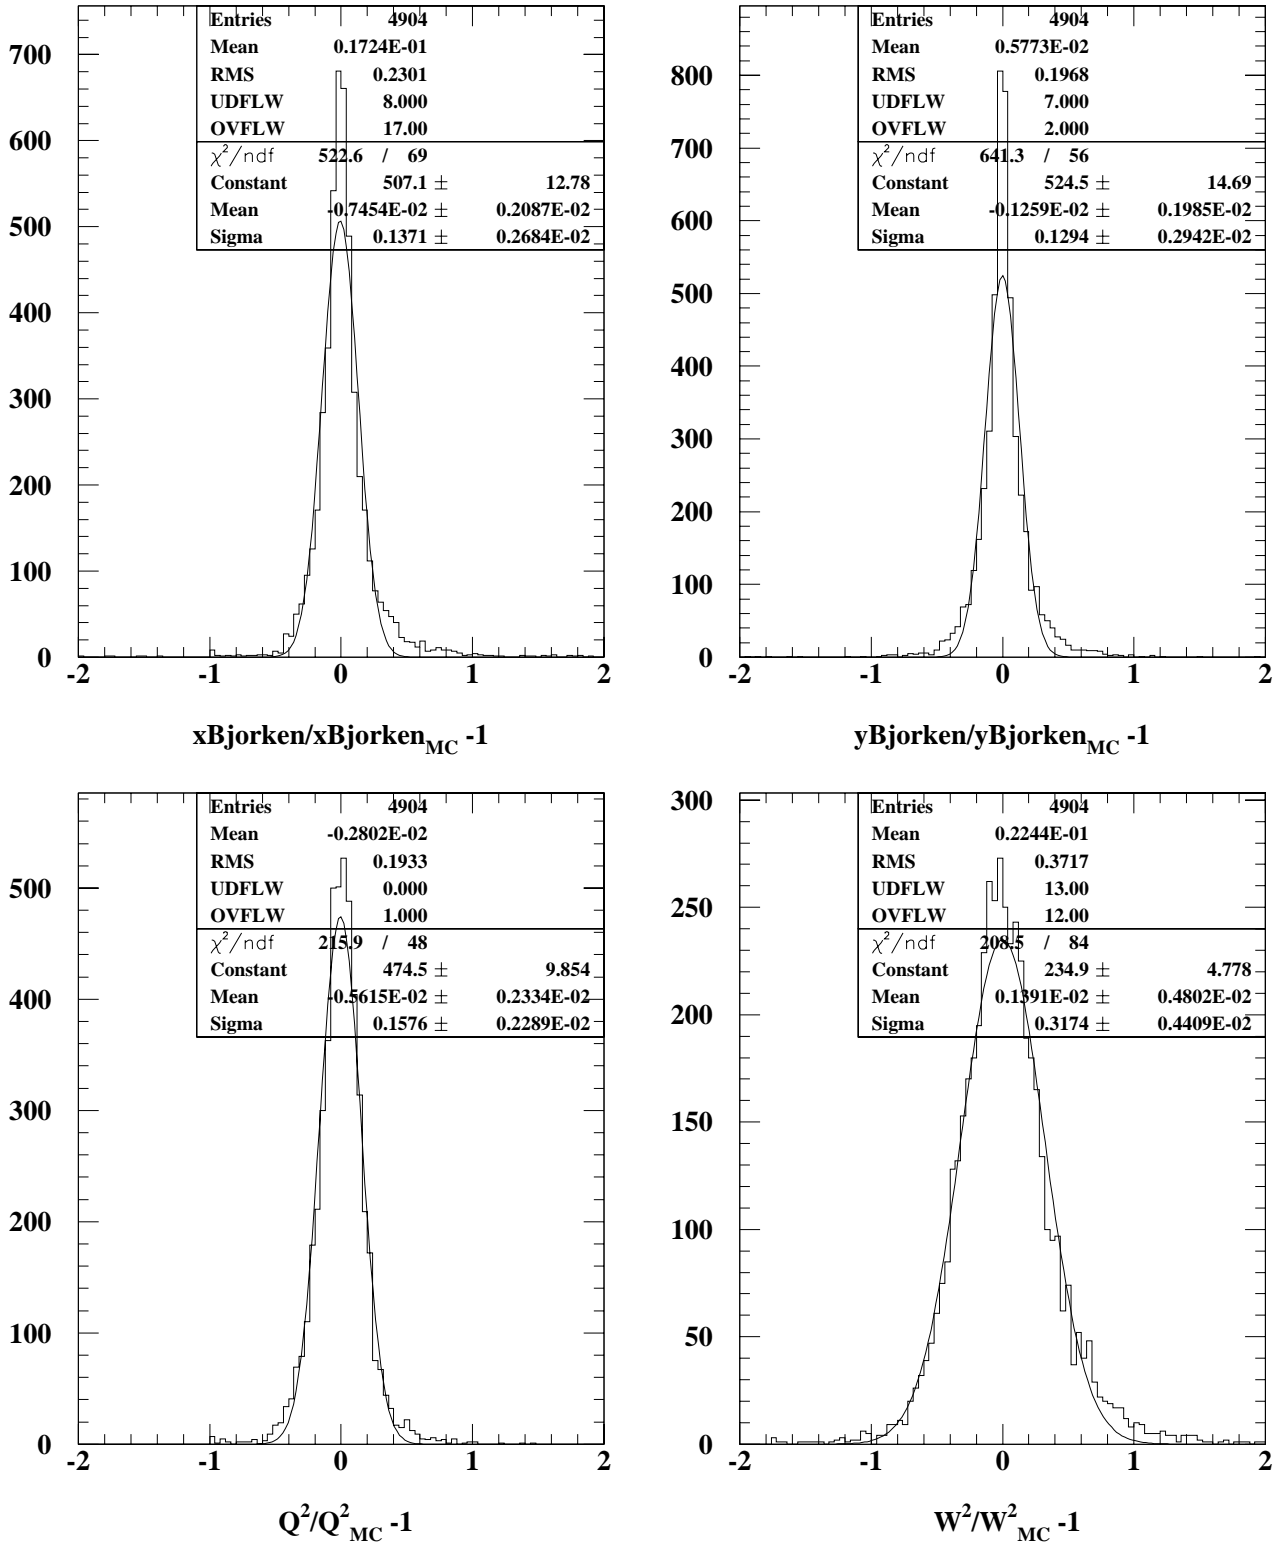 Entries 4904
Mean 0.1724E-01
RMS 0.2301
UDFLW 8.000
OVFLW 17.00
χ²/ndf 522.6 / 69
Constant 507.1 ± 12.78
Mean -0.7454E-02 ± 0.2087E-02
Sigma 0.1371 ± 0.2684E-02
700
600
500
400
300
200
100
0
-2 -1 0 1 2
xBjorken/xBjorken_MC -1
Entries 4904
Mean 0.5773E-02
RMS 0.1968
UDFLW 7.000
OVFLW 2.000
χ²/ndf 641.3 / 56
Constant 524.5 ± 14.69
Mean -0.1259E-02 ± 0.1985E-02
Sigma 0.1294 ± 0.2942E-02
800
700
600
500
400
300
200
100
0
-2 -1 0 1 2
yBjorken/yBjorken_MC -1
Entries 4904
Mean -0.2802E-02
RMS 0.1933
UDFLW 0.000
OVFLW 1.000
χ²/ndf 215.9 / 48
Constant 474.5 ± 9.854
Mean -0.5615E-02 ± 0.2334E-02
Sigma 0.1576 ± 0.2289E-02
500
400
300
200
100
0
-2 -1 0 1 2
Q²/Q²_MC -1
Entries 4904
Mean 0.2244E-01
RMS 0.3717
UDFLW 13.00
OVFLW 12.00
χ²/ndf 208.5 / 84
Constant 234.9 ± 4.778
Mean 0.1391E-02 ± 0.4802E-02
Sigma 0.3174 ± 0.4409E-02
300
250
200
150
100
50
0
-2 -1 0 1 2
W²/W²_MC -1